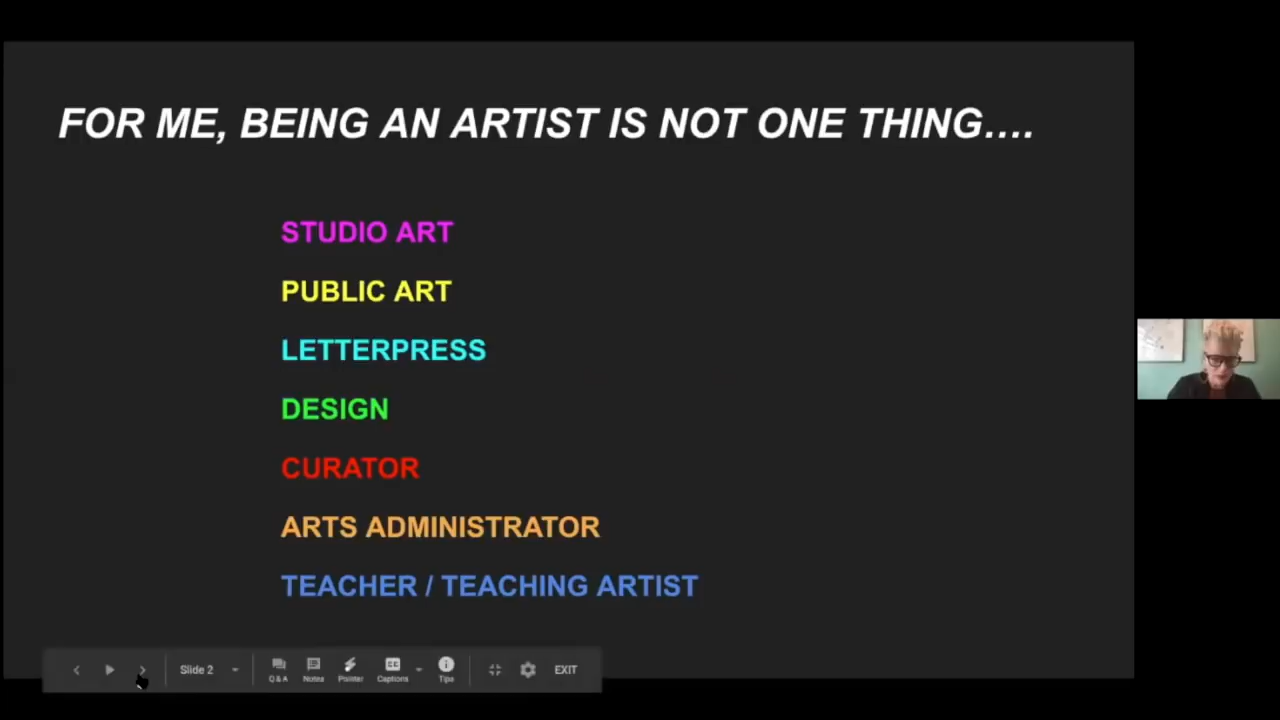 FOR ME, BEING AN ARTIST IS NOT ONE THING....
STUDIO ART
PUBLIC ART
LETTERPRESS
DESIGN
CURATOR
ARTS ADMINISTRATOR
TEACHER / TEACHING ARTIST
Slide 2
Q & A
Notes
Pointer
Captions
Tips
EXIT
CC